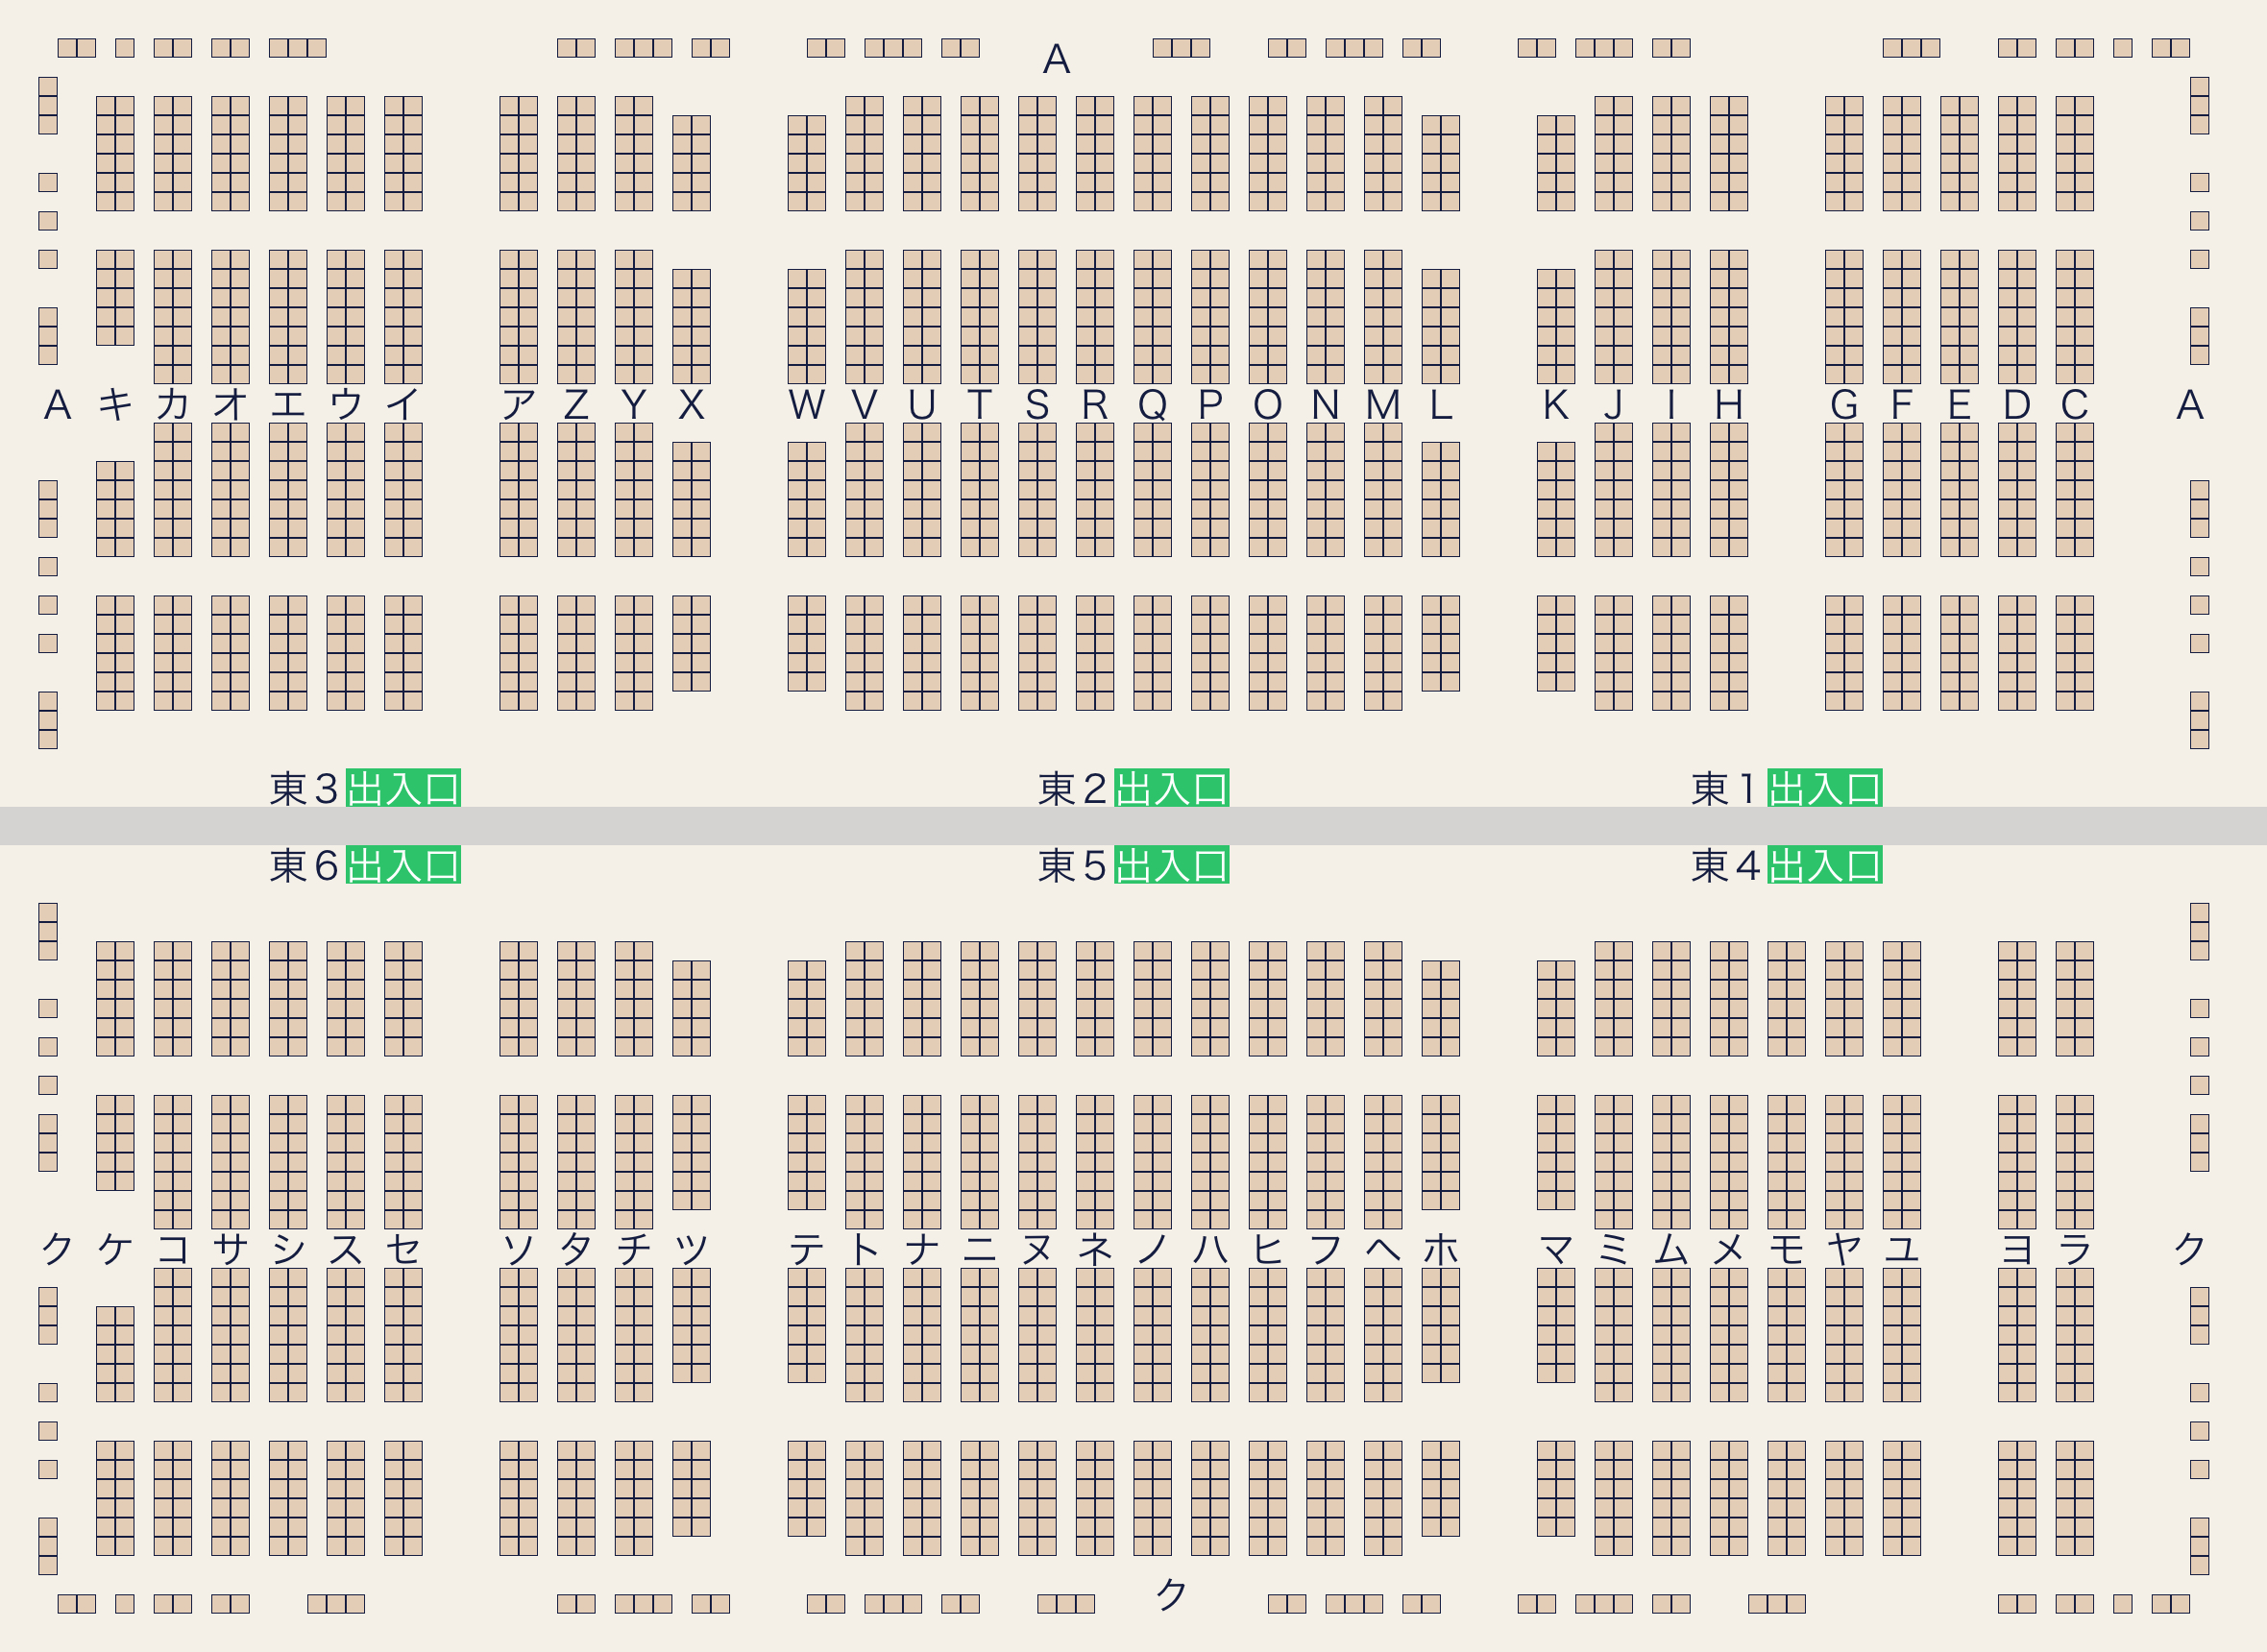 A
A キ カ オ エ ウ イ ア Z Y X W V U T S R Q P O N M L K J I H G F E D C A
東3出入口 東2出入口 東1出入口
東6出入口 東5出入口 東4出入口
ク ケ コ サ シ ス セ ソ タ チ ツ テ ト ナ ニ ヌ ネ ノ ハ ヒ フ ヘ ホ マ ミ ム メ モ ヤ ユ ヨ ラ ク
ク